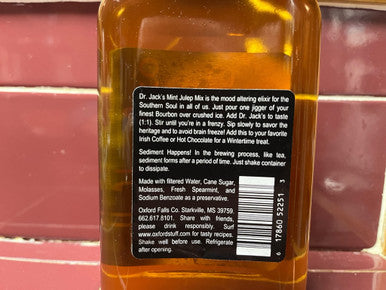 Dr. Jack's Mint Julep Mix is the mood altering elixir for the
Southern Soul in all of us. Just pour one jigger of your
finest Bourbon over crushed ice. Add Dr. Jack's to taste
(1:1). Stir until you're in a frenzy. Sip slowly to savor the
heritage and to avoid brain freeze! Add this to your favorite
Irish Coffee or Hot Chocolate for a Wintertime treat.
Sediment Happens! In the brewing process, like tea,
sediment forms after a period of time. Just shake container
to dissipate.
Made with filtered Water, Cane Sugar,
Molasses, Fresh Spearmint, and
Sodium Benzoate as a preservative.
Oxford Falls Co. Starkville, MS 39759,
662.617.8101. Share with friends,
please drink responsibly. Surf
www.oxfordstuff.com for tasty recipes.
Shake well before use. Refrigerate
after opening.
6 17860 52251 3